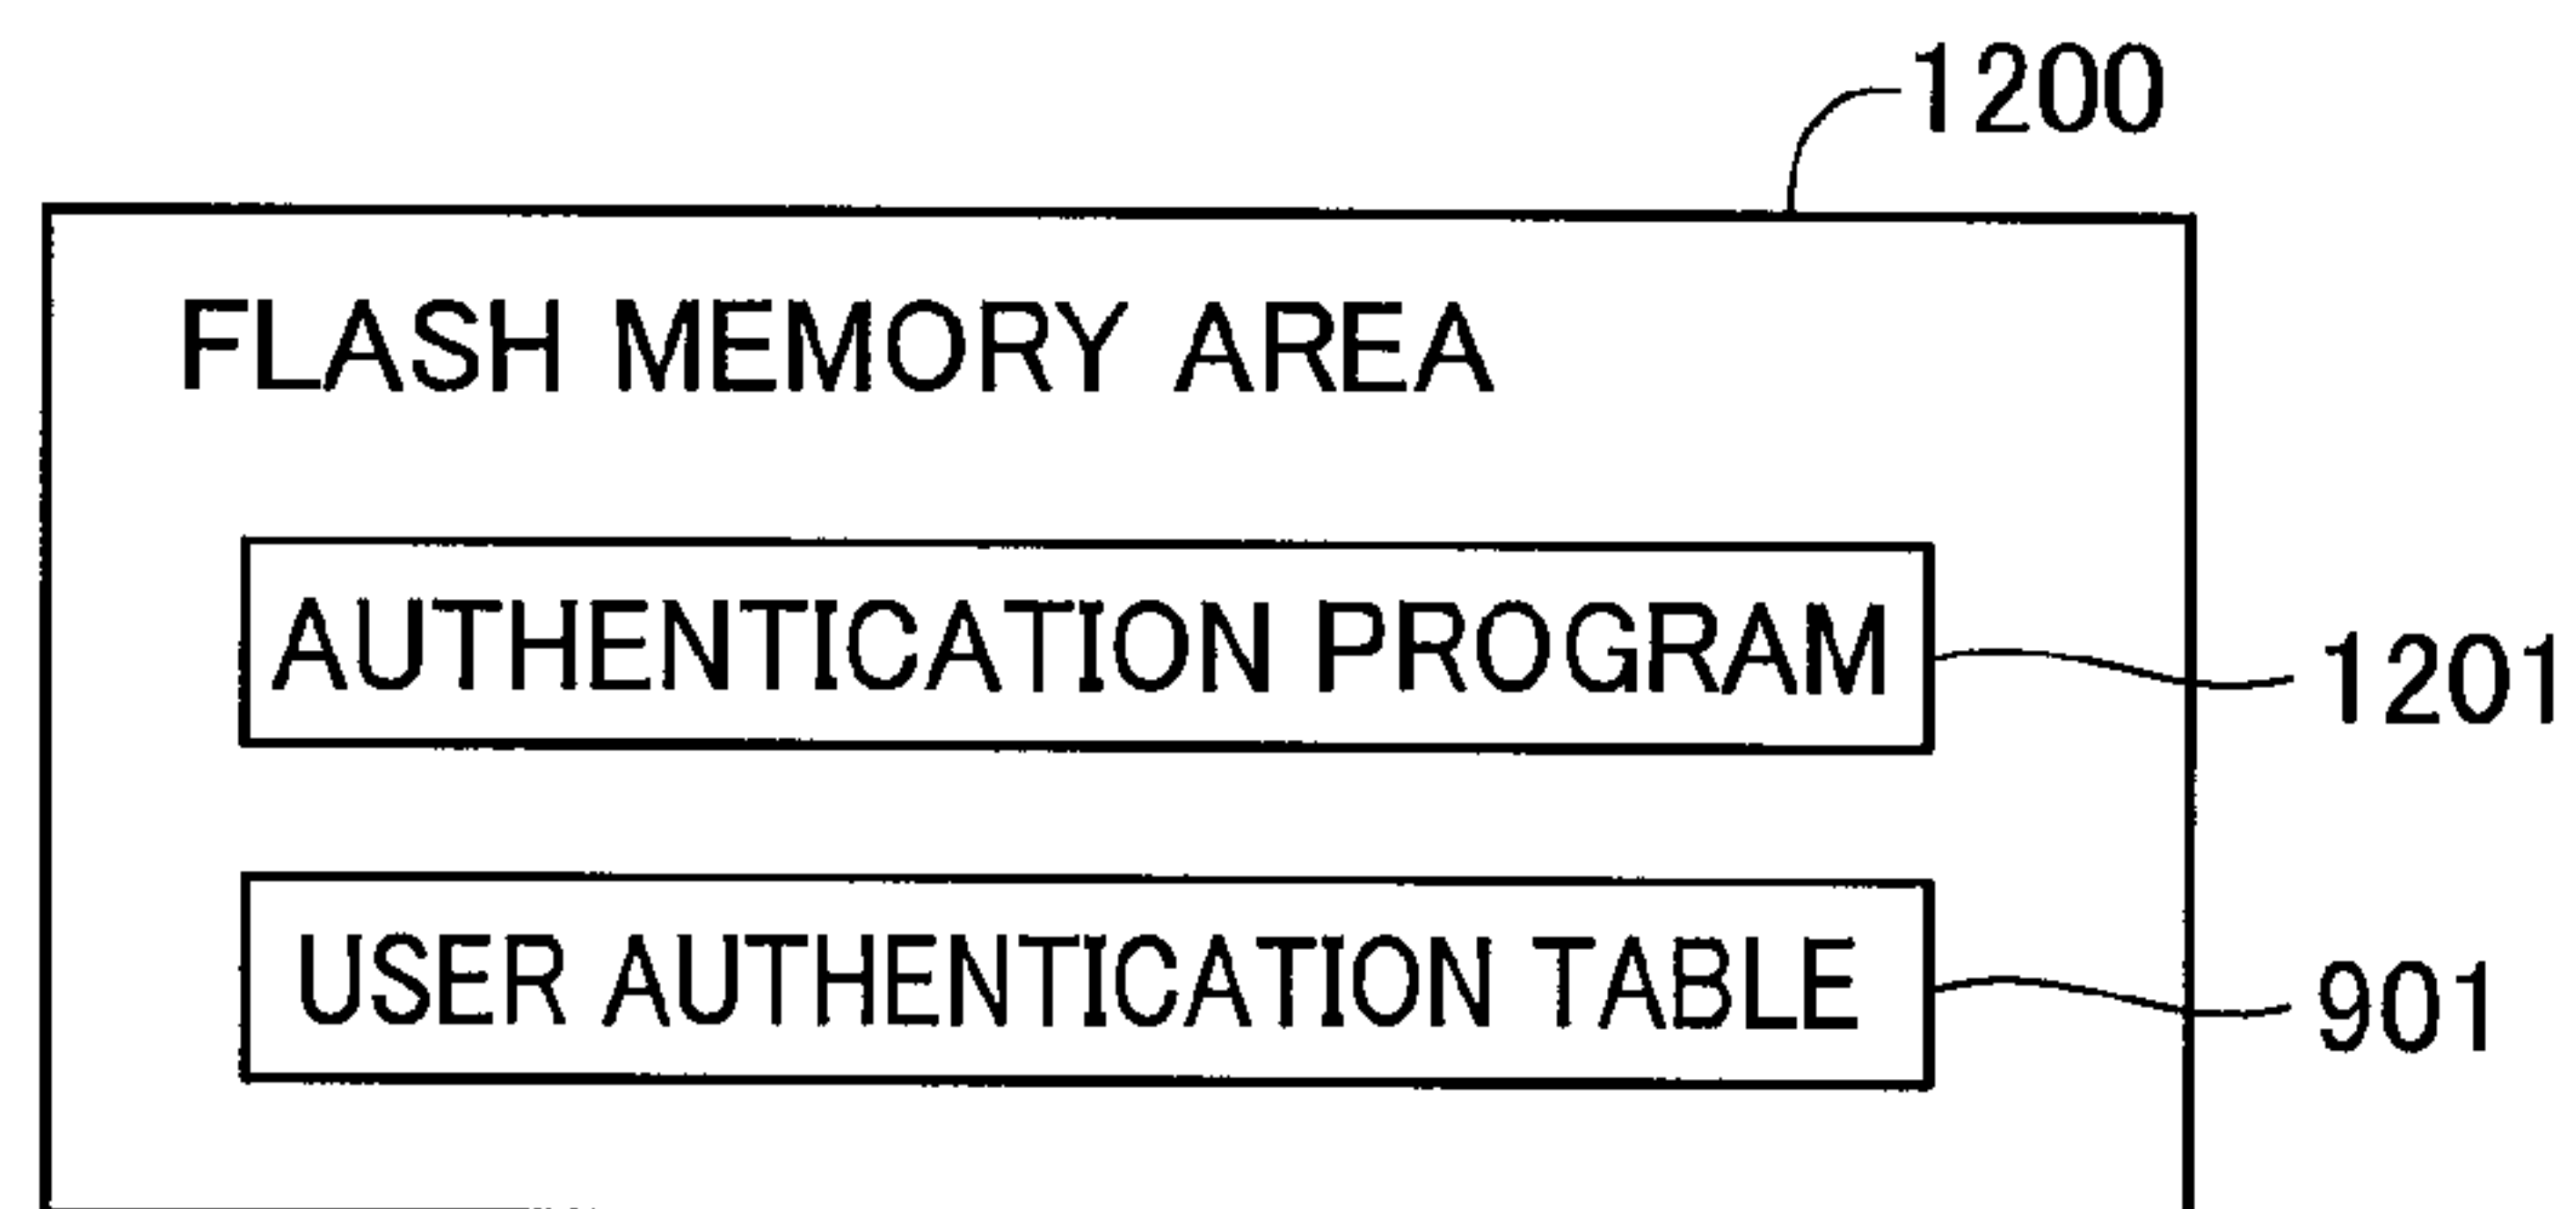 1200
FLASH MEMORY AREA
AUTHENTICATION PROGRAM
1201
USER AUTHENTICATION TABLE
901